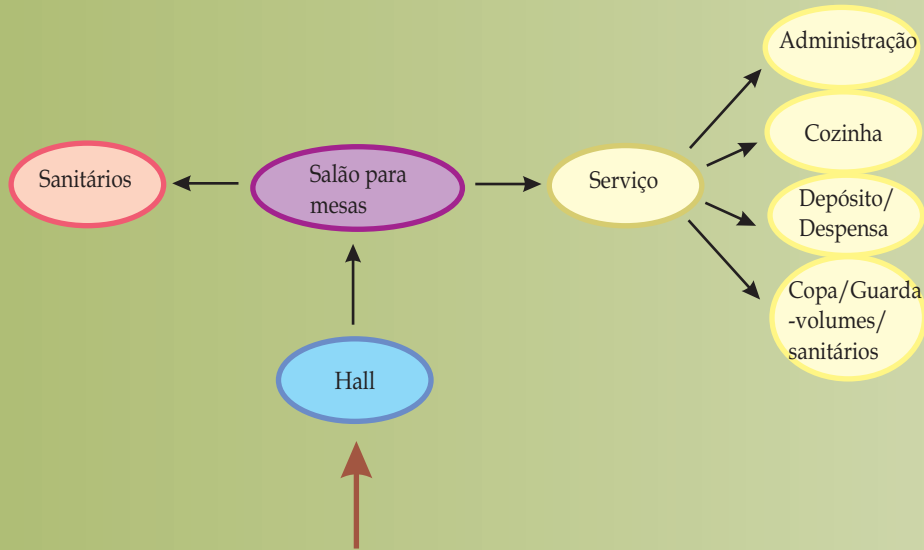 Administração
Cozinha
Sanitários
Salão para
mesas
Serviço
Depósito/
Despensa
Copa/Guarda
-volumes/
sanitários
Hall